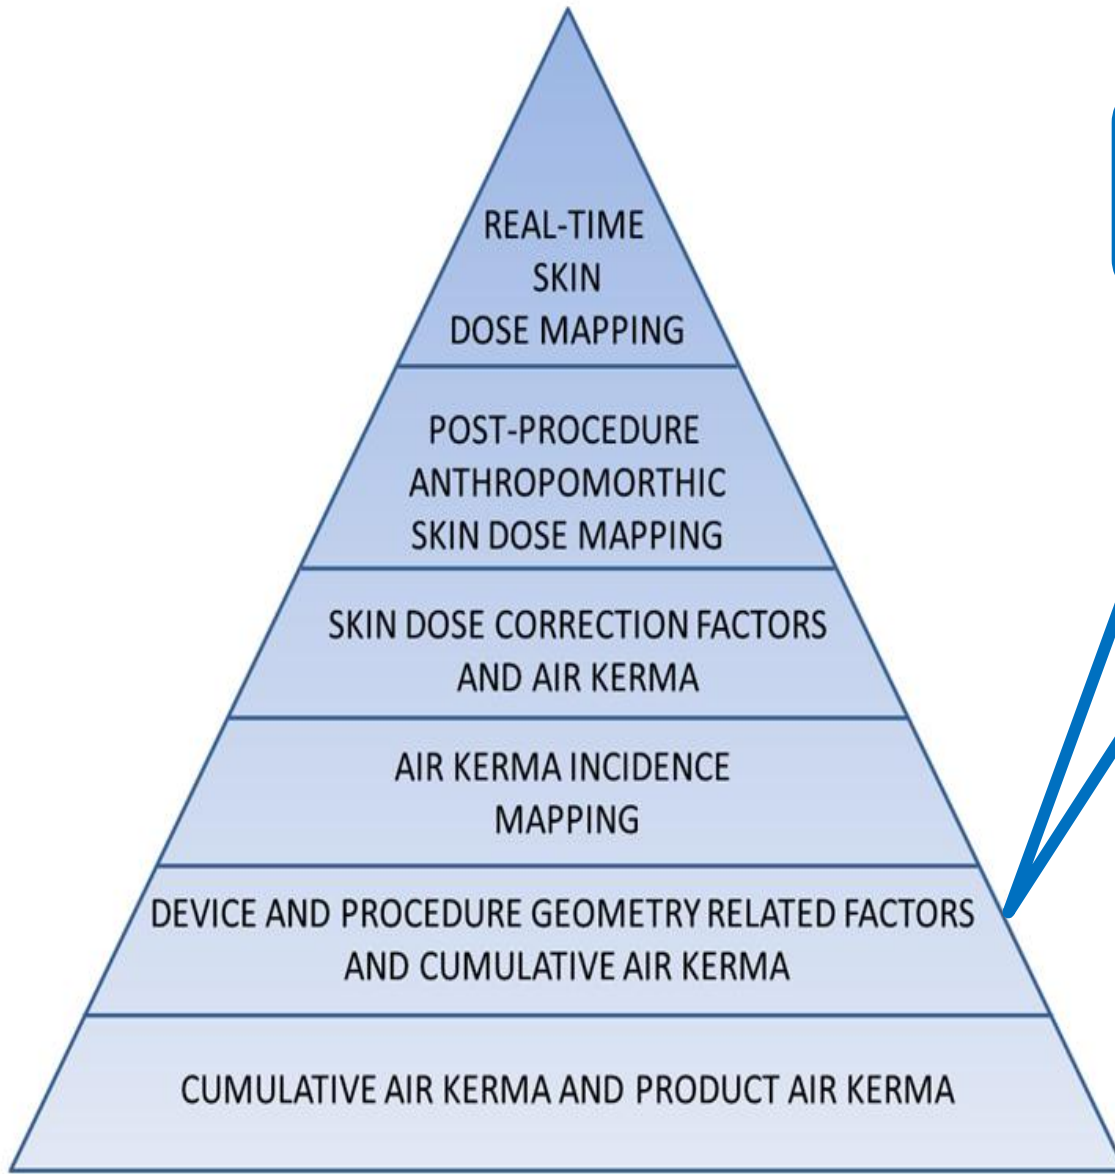 REAL-TIME
SKIN
DOSE MAPPING
POST-PROCEDURE
ANTHROPOMORTHIC
SKIN DOSE MAPPING
SKIN DOSE CORRECTION FACTORS
AND AIR KERMA
AIR KERMA INCIDENCE
MAPPING
DEVICE AND PROCEDURE GEOMETRY RELATED FACTORS
AND CUMULATIVE AIR KERMA
CUMULATIVE AIR KERMA AND PRODUCT AIR KERMA